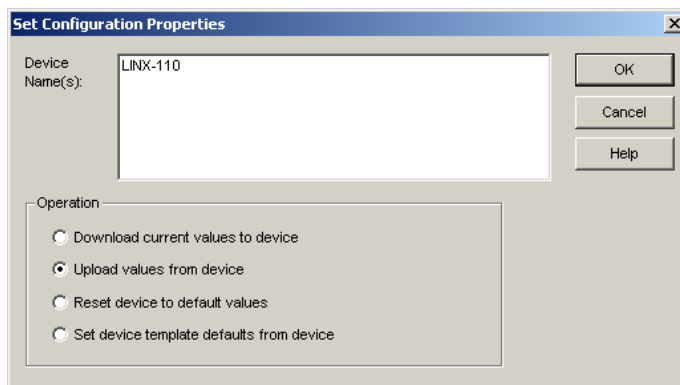 Set Configuration Properties
Device
Name(s):
LINX-110
OK
Cancel
Help
Operation
Download current values to device
Upload values from device
Reset device to default values
Set device template defaults from device